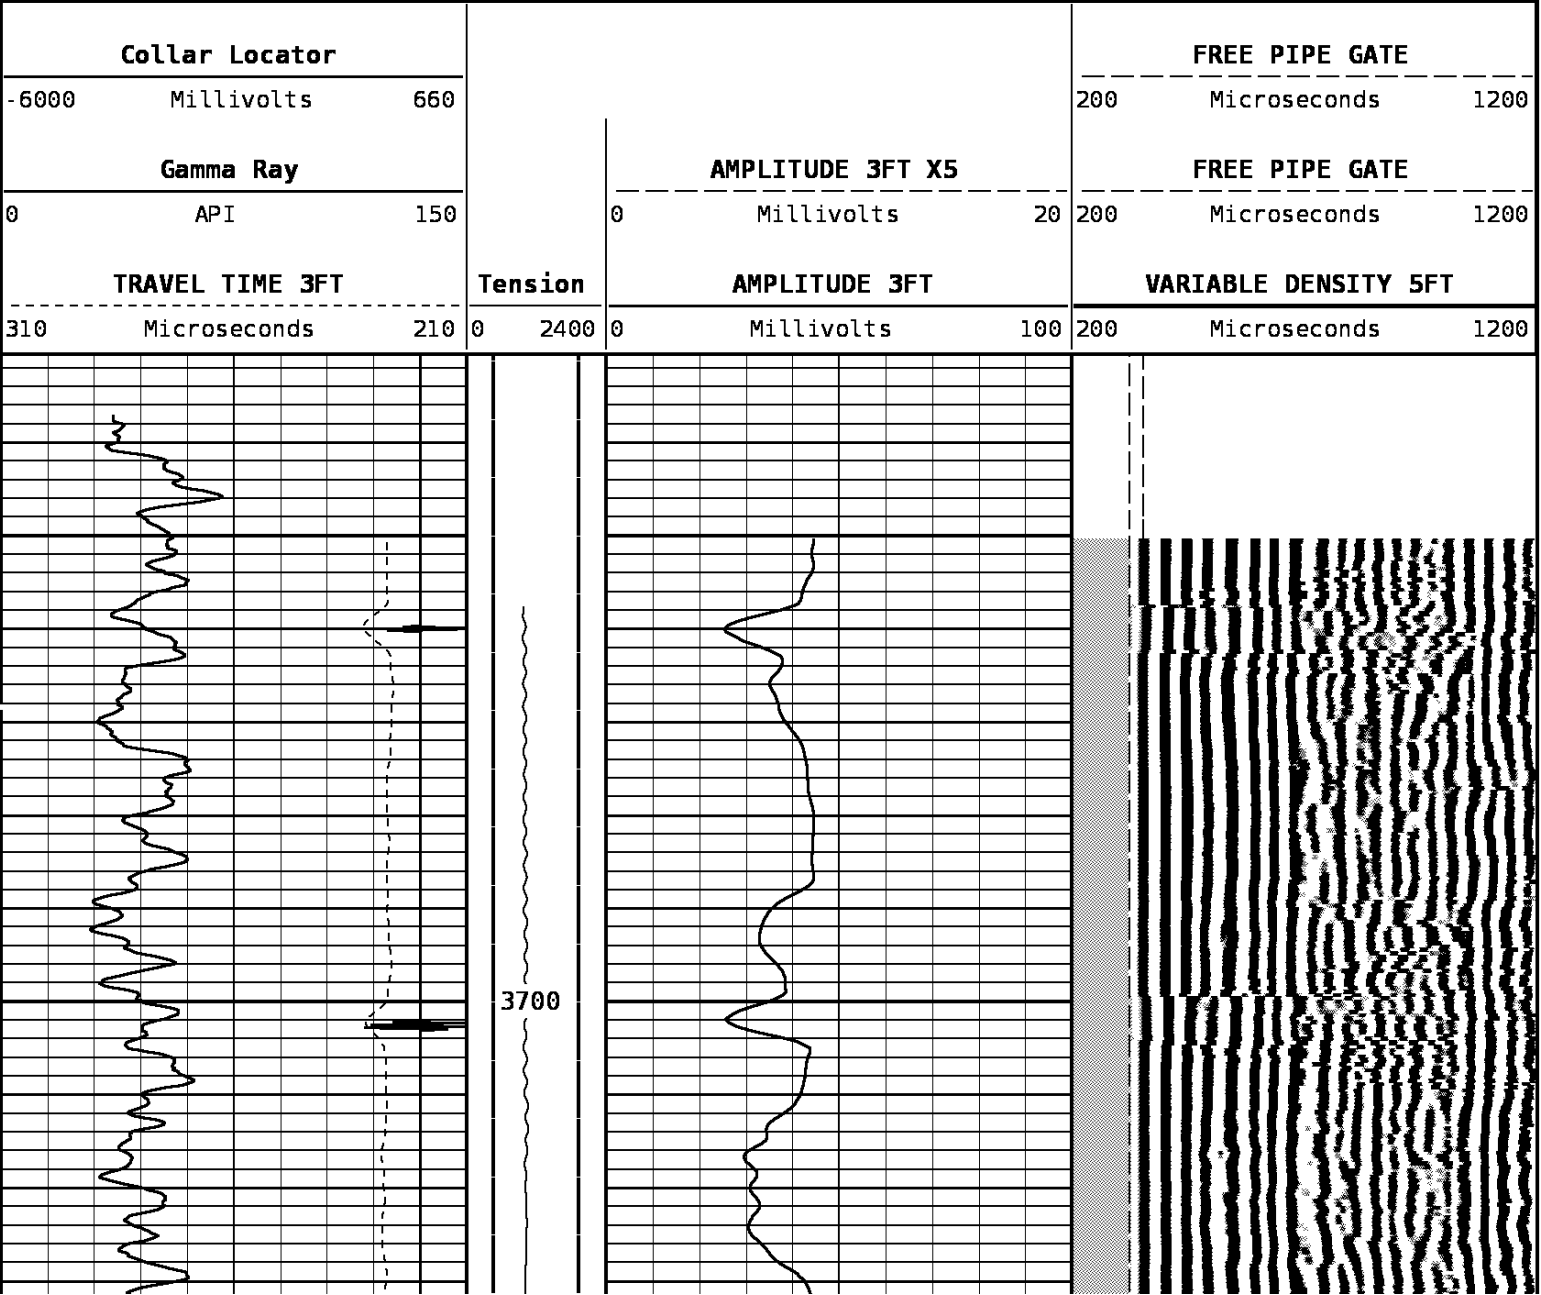 Collar Locator
-6000 Millivolts 660
Gamma Ray
0 API 150
TRAVEL TIME 3FT
310 Microseconds 210
Tension
0 2400
AMPLITUDE 3FT X5
0 Millivolts 20
AMPLITUDE 3FT
0 Millivolts 100
FREE PIPE GATE
200 Microseconds 1200
FREE PIPE GATE
200 Microseconds 1200
VARIABLE DENSITY 5FT
200 Microseconds 1200
3700